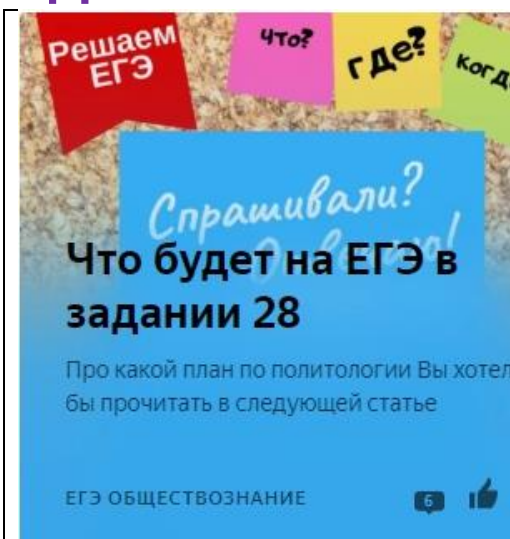 Решаем
ЕГЭ
что?
где?
Спрашивали?
Что будет на ЕГЭ в
задании 28
Про какой план по политологии Вы
бы прочитать в следующей статье
ЕГЭ ОБЩЕСТВОЗНАНИЕ
6